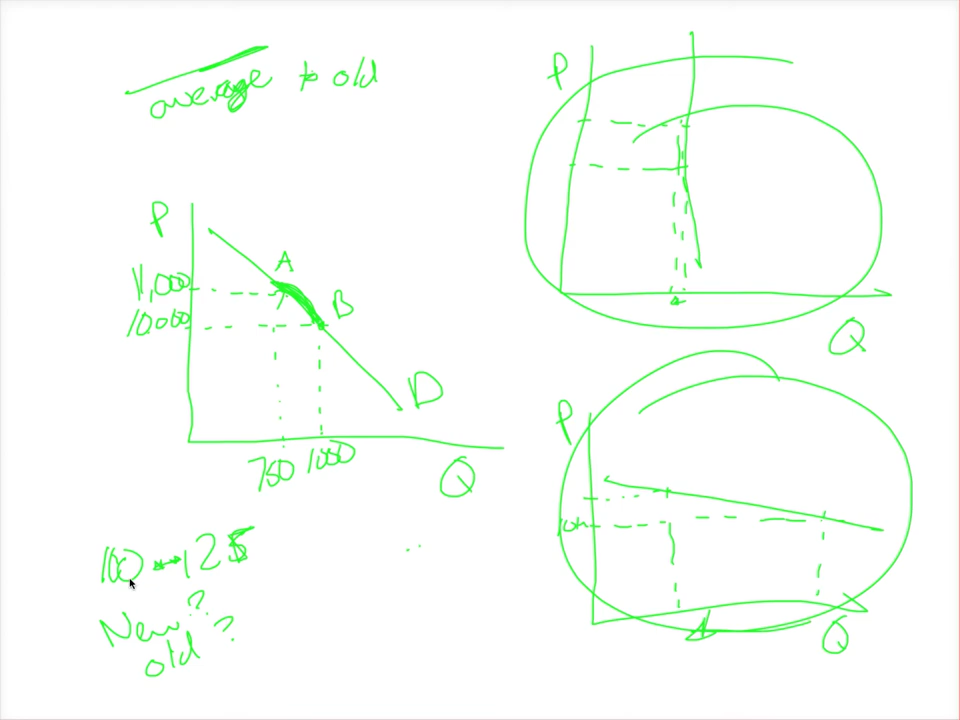 average to old
P
A
11,000
B
10,000
D
750 1000
Q
100 125
New?
old?
P
Q
P
Q